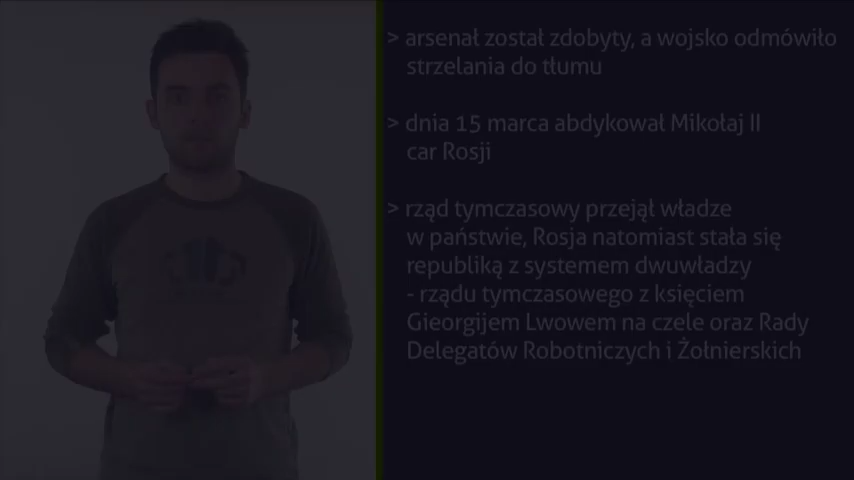 > arsenał został zdobyty, a wojsko odmówiło
strzelania do tłumu
> dnia 15 marca abdykował Mikołaj II
car Rosji
> rząd tymczasowy przejął władze
w państwie, Rosja natomiast stała się
republiką z systemem dwuwładzy
- rządu tymczasowego z księciem
Gieorgijem Lwowem na czele oraz Rady
Delegatów Robotniczych i Żołnierskich